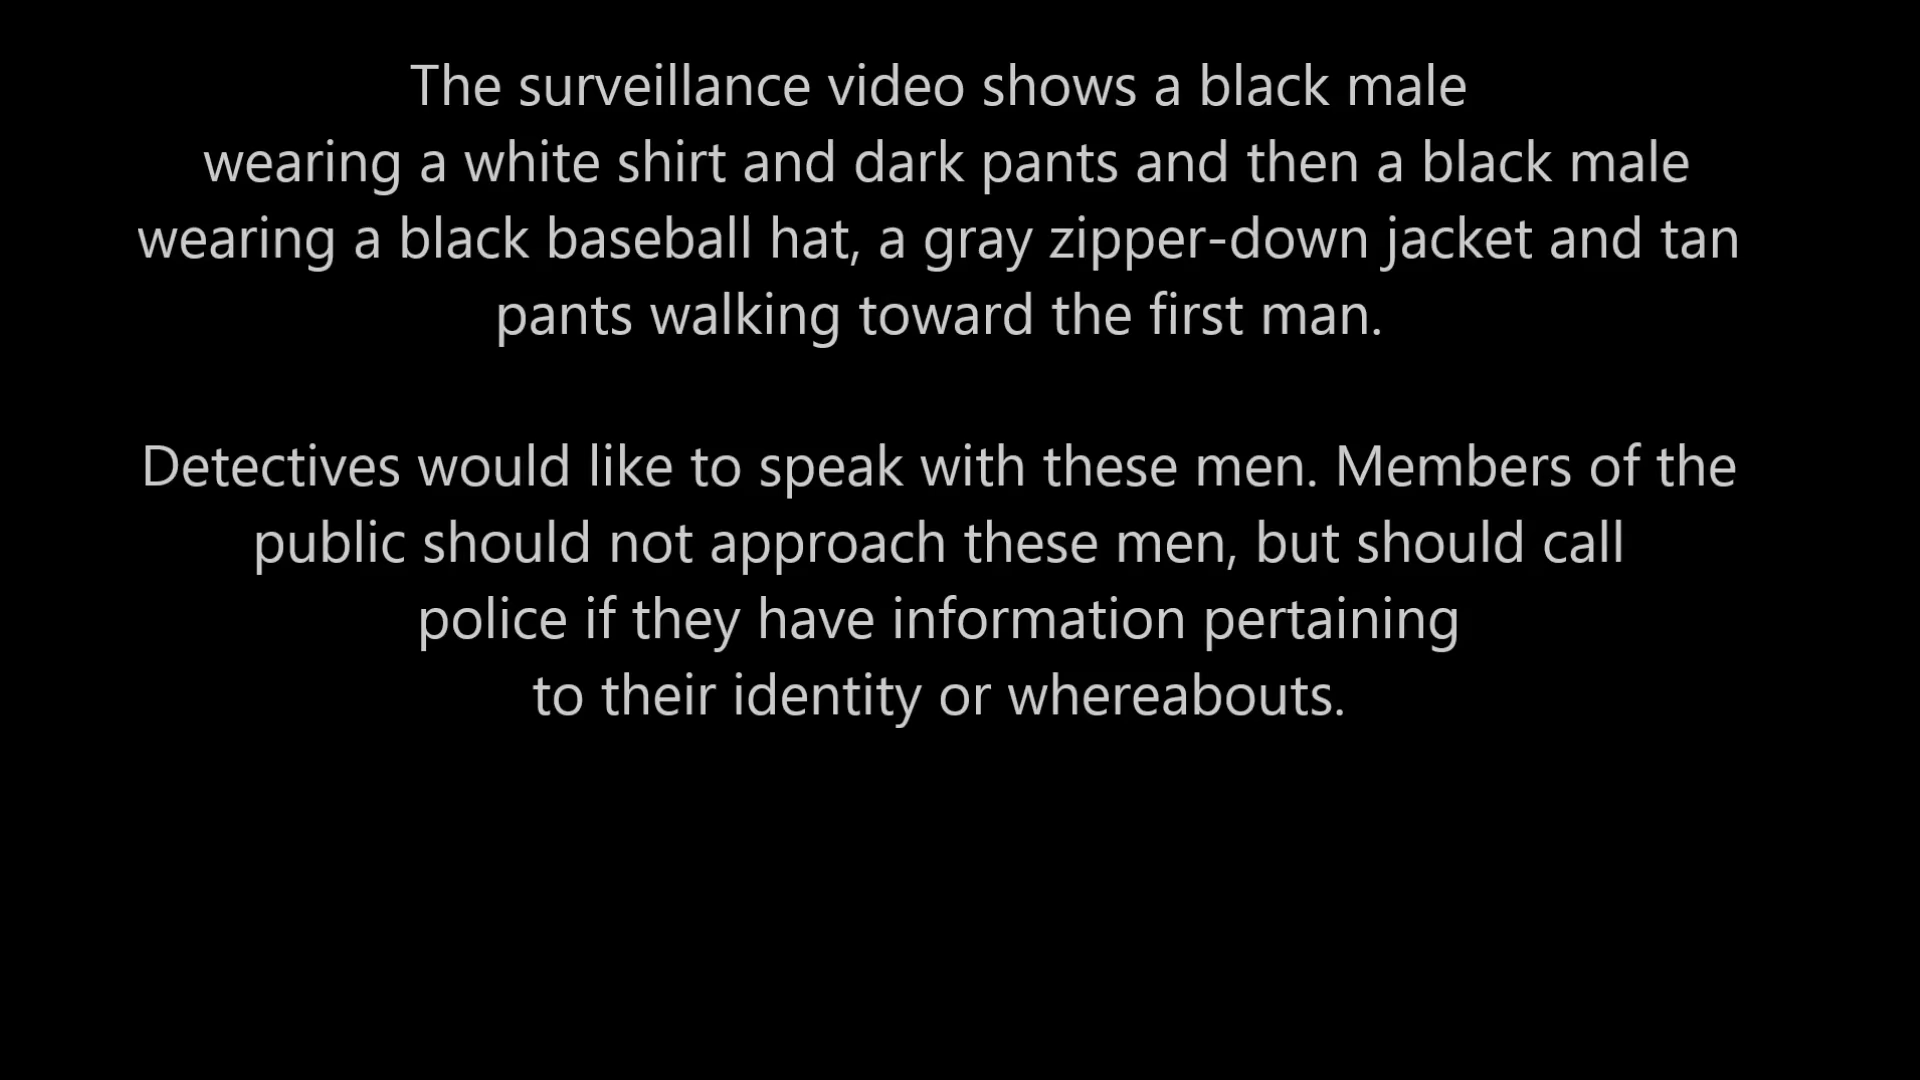 The surveillance video shows a black male
wearing a white shirt and dark pants and then a black male
wearing a black baseball hat, a gray zipper-down jacket and tan
pants walking toward the first man.
Detectives would like to speak with these men. Members of the
public should not approach these men, but should call
police if they have information pertaining
to their identity or whereabouts.